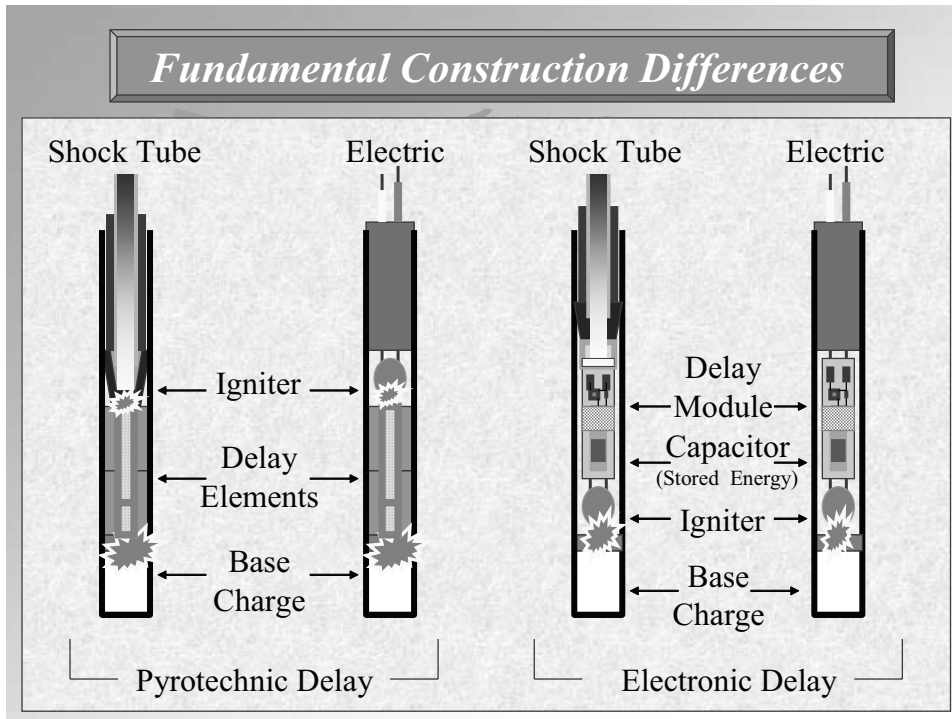 Fundamental Construction Differences
Shock Tube
Electric
Shock Tube
Electric
Igniter
Delay
Elements
Base
Charge
Delay
Module
Capacitor
(Stored Energy)
Igniter
Base
Charge
Pyrotechnic Delay
Electronic Delay